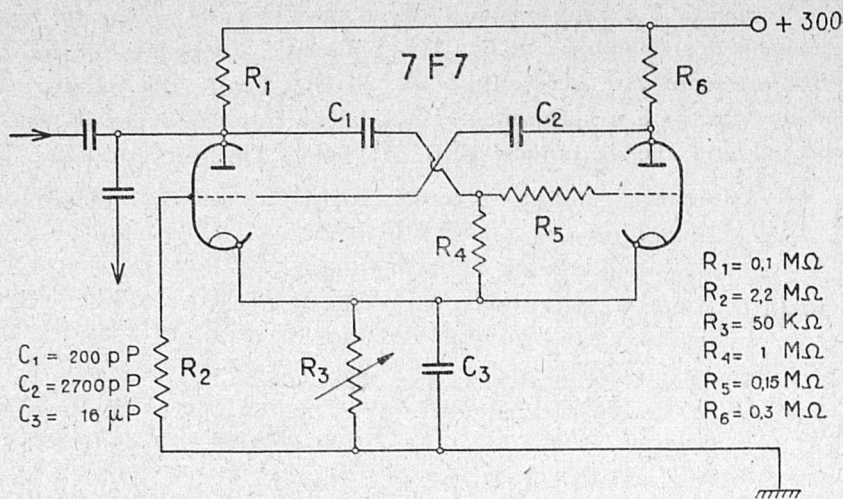 + 300
7 F 7
R1
R6
C1
C2
R5
R4
R2
R3
C3
C1 = 200 pP
C2 = 2700 pP
C3 = 16 µP
R1 = 0,1 MΩ
R2 = 2,2 MΩ
R3 = 50 KΩ
R4 = 1 MΩ
R5 = 0,15 MΩ
R6 = 0,3 MΩ